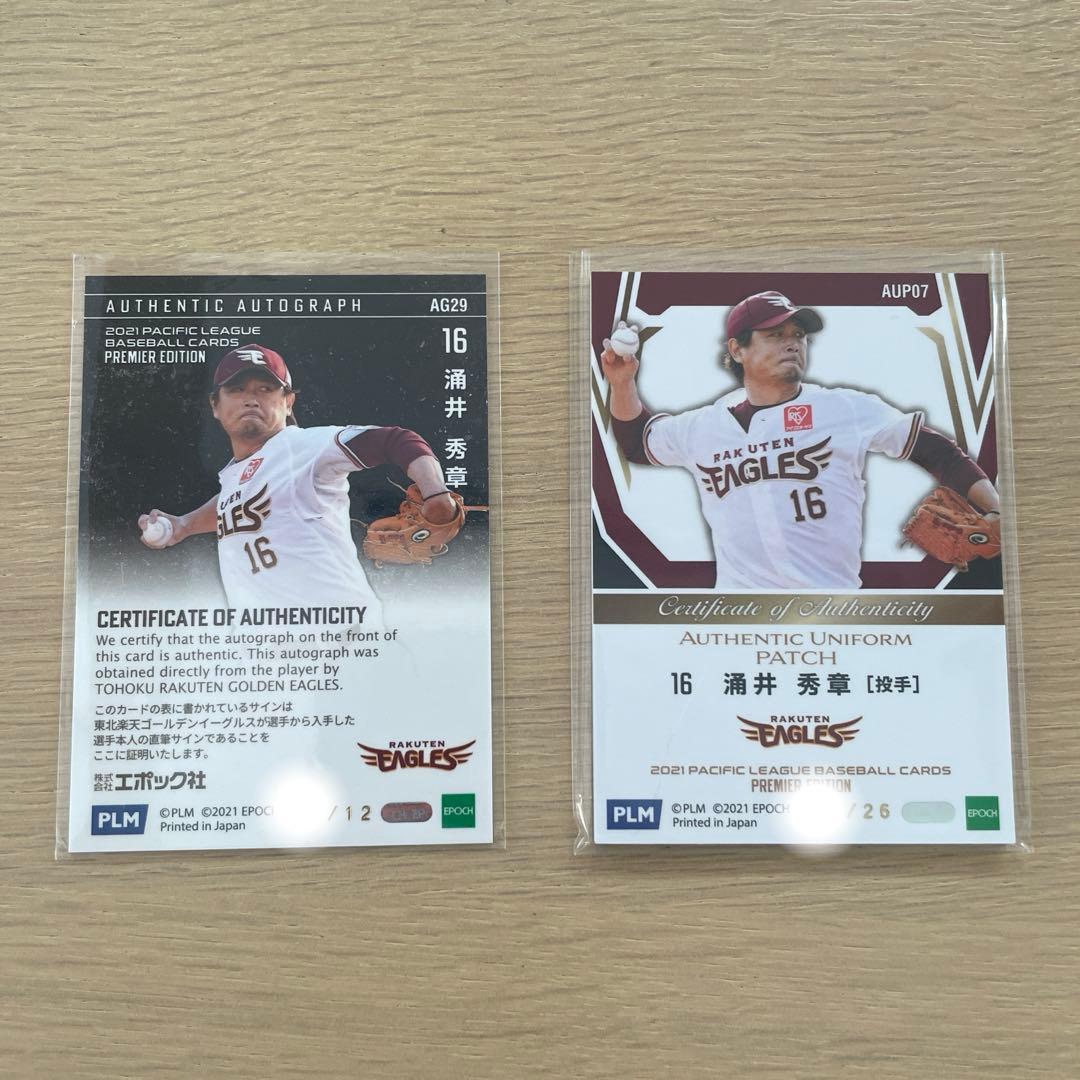 AUTHENTIC AUTOGRAPH AG29
2021 PACIFIC LEAGUE
BASEBALL CARDS
PREMIER EDITION
16 涌井 秀章
16
CERTIFICATE OF AUTHENTICITY
We certify that the autograph on the front of
this card is authentic. This autograph was
obtained directly from the player by
TOHOKU RAKUTEN GOLDEN EAGLES.
このカードの表に書かれているサインは
東北楽天ゴールデンイーグルスが選手から入手した
選手本人の直筆サインであることを
ここに証明いたします。
RAKUTEN
EAGLES
株式会社エポック社
PLM
©PLM ©2021 EPOCH
Printed in Japan
/12
EPOCH
AUP07
RAKUTEN
EAGLES
16
Certificate of Authenticity
AUTHENTIC UNIFORM
PATCH
16 涌井 秀章 [投手]
RAKUTEN
EAGLES
2021 PACIFIC LEAGUE BASEBALL CARDS
PREMIER EDITION
PLM
©PLM ©2021 EPOCH
Printed in Japan
/26
EPOCH